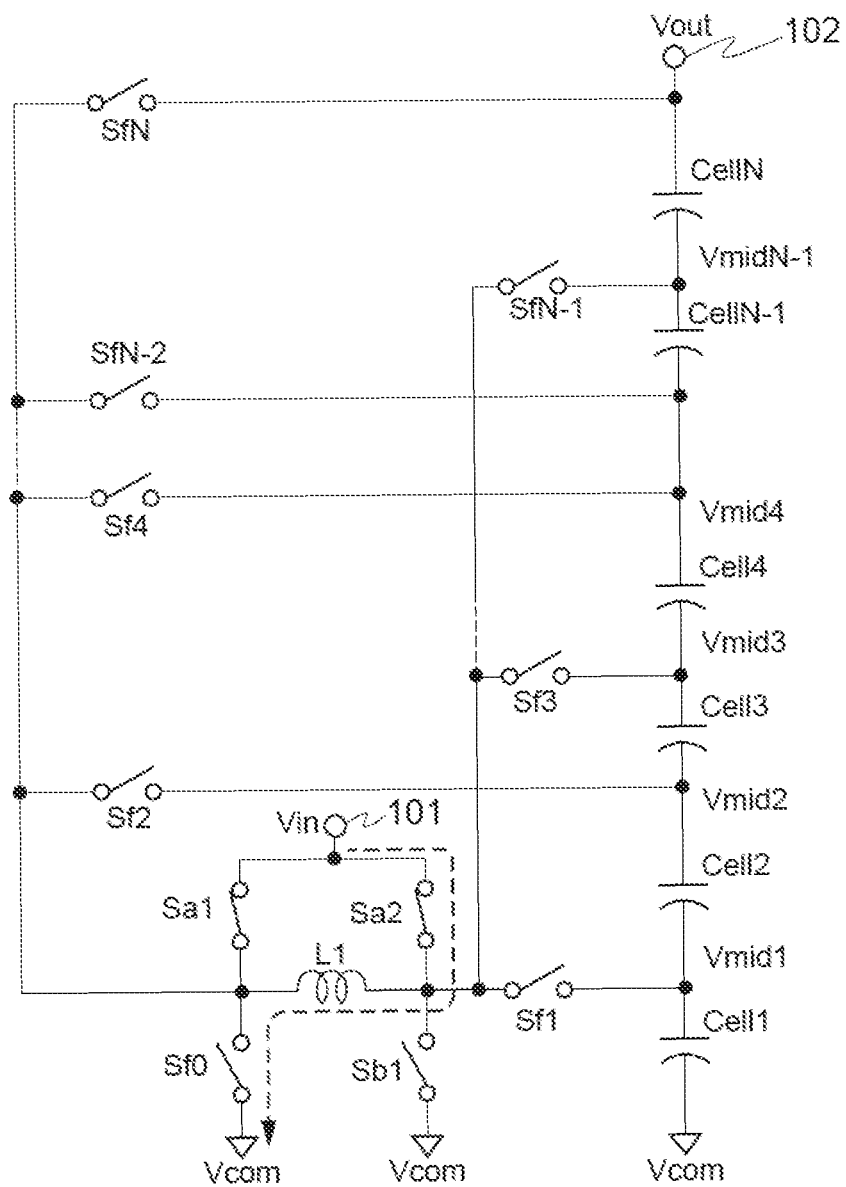 Vout
102
SfN
CellN
VmidN-1
SfN-1
CellN-1
SfN-2
Sf4
Vmid4
Cell4
Vmid3
Sf3
Cell3
Sf2
Vmid2
Vin
101
Sa1
Sa2
Cell2
L1
Vmid1
Sf1
Cell1
Sf0
Sb1
Vcom
Vcom
Vcom